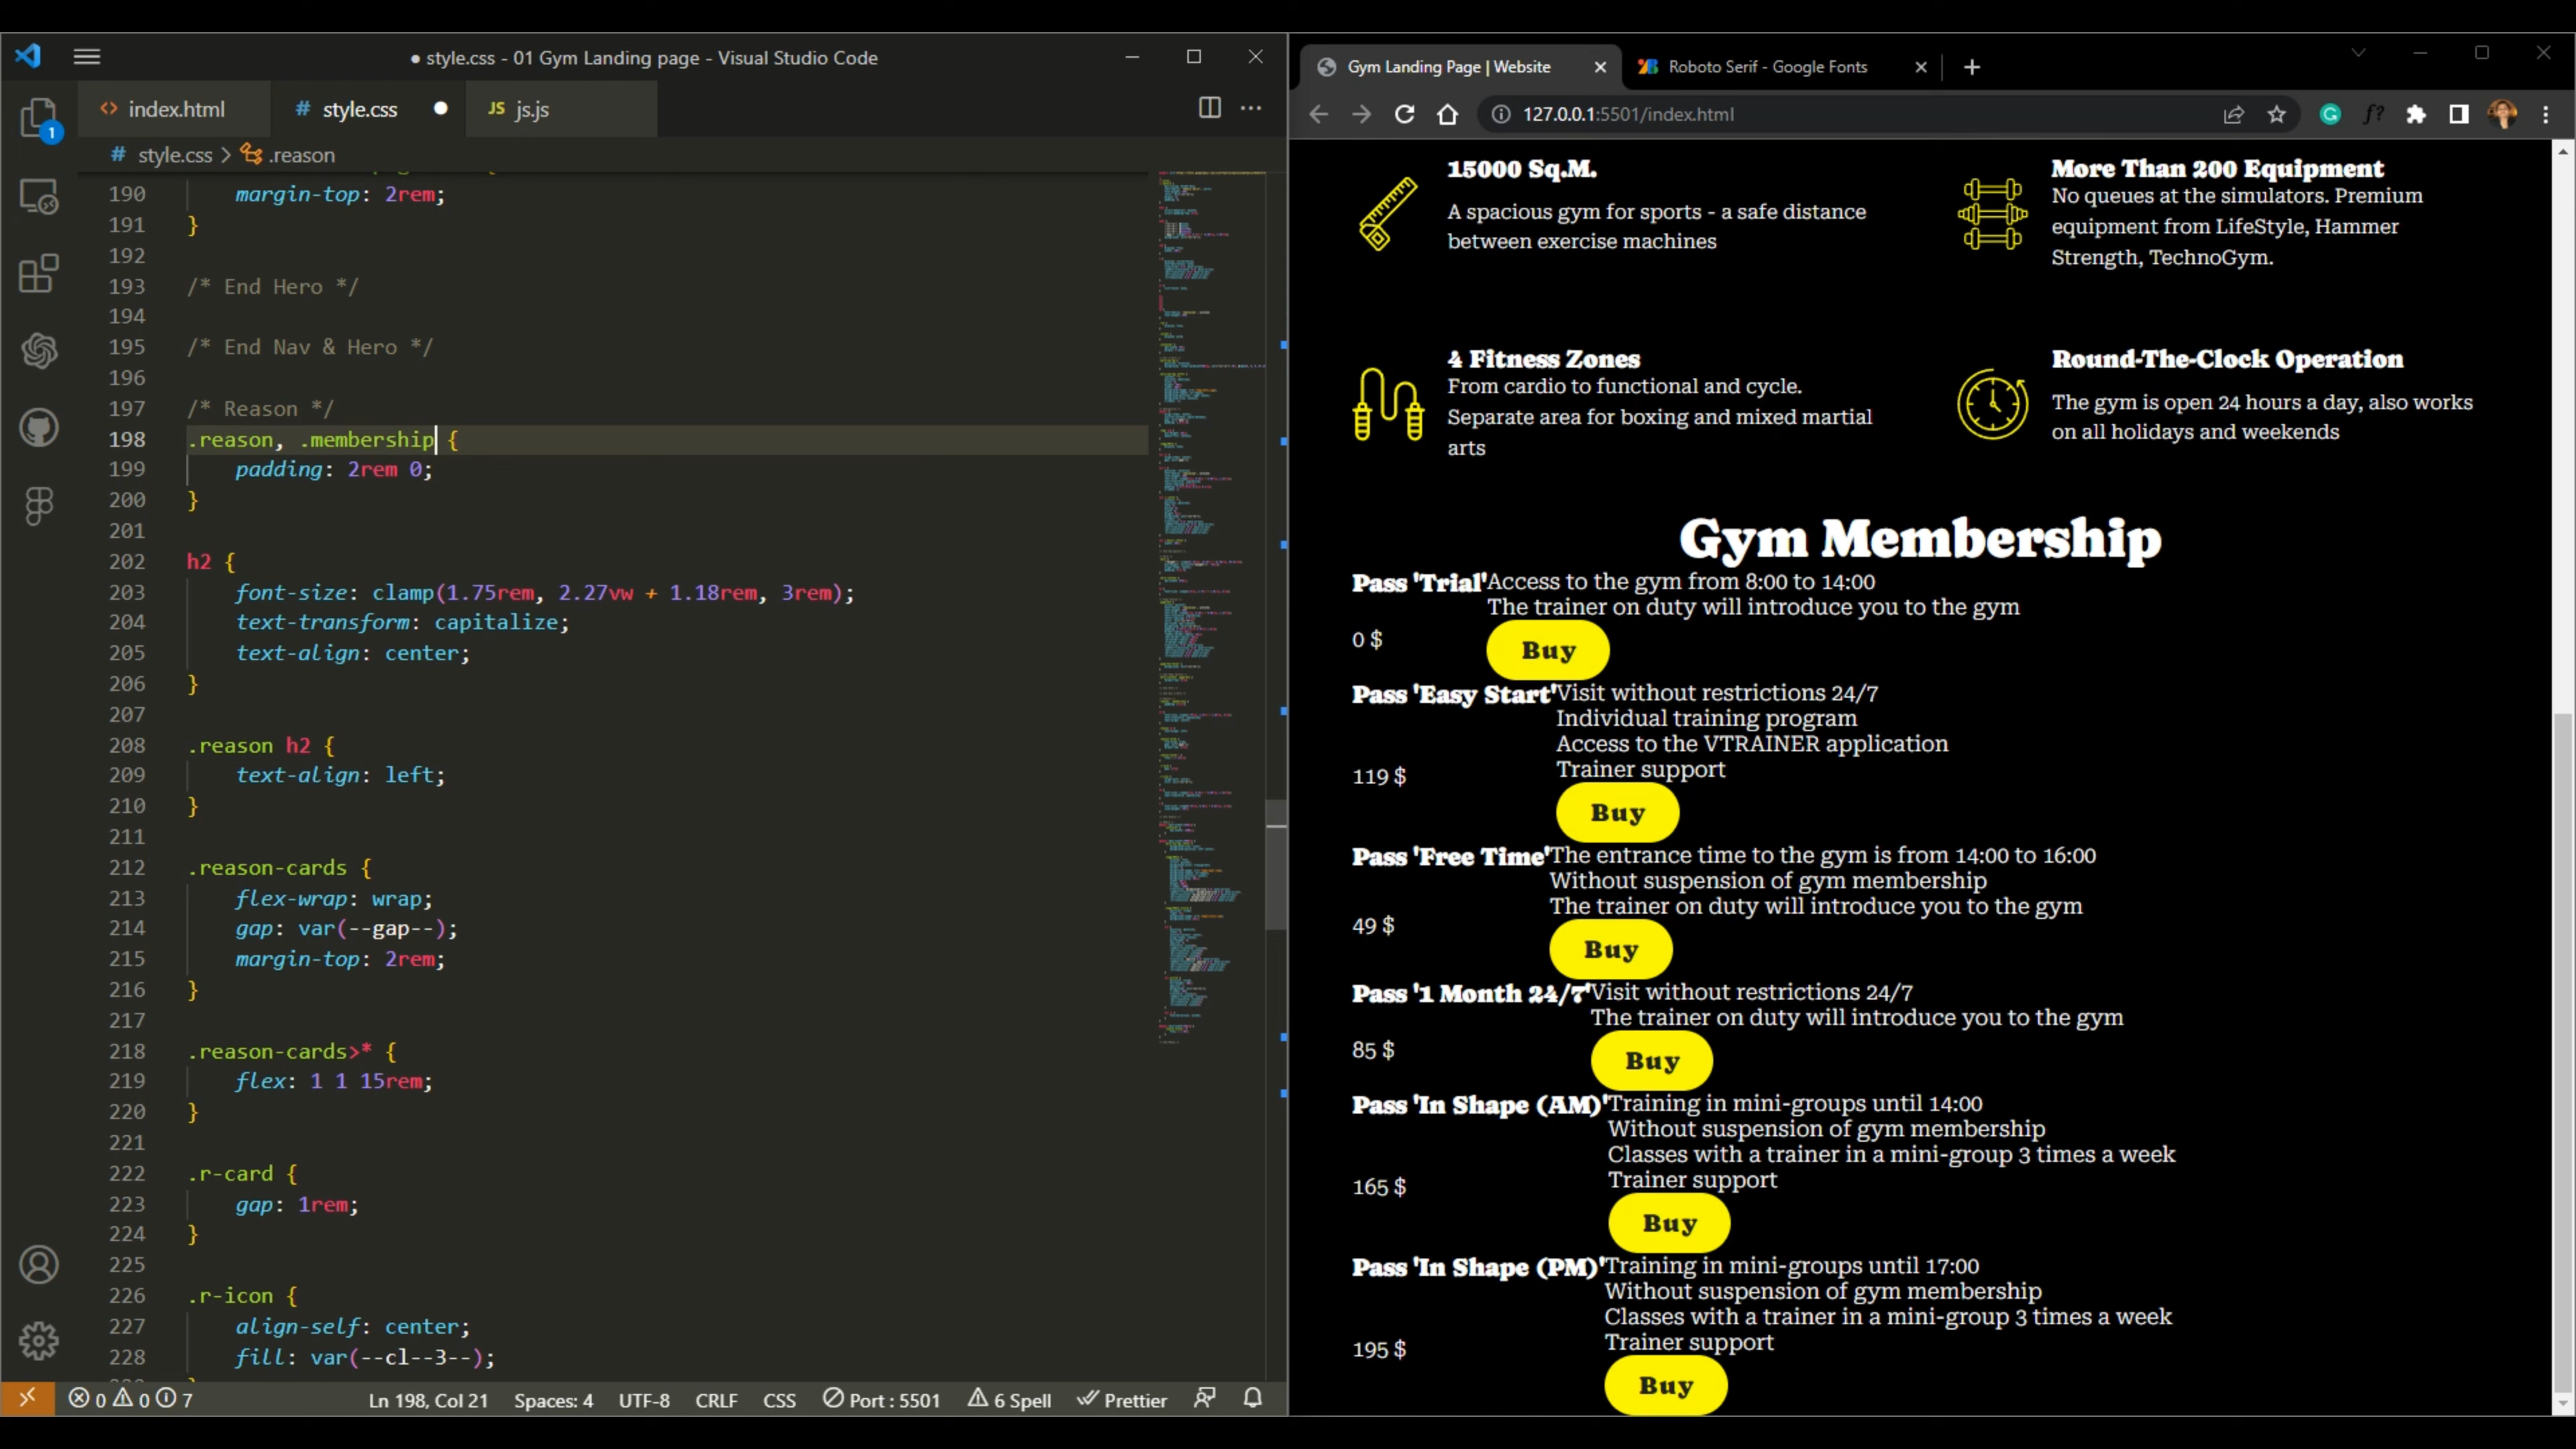 ● style.css - 01 Gym Landing page - Visual Studio Code
index.html
# style.css
JS js.js
# style.css > .reason
190 margin-top: 2rem;
191 }
192
193 /* End Hero */
194
195 /* End Nav & Hero */
196
197 /* Reason */
198 .reason, .membership {
199 padding: 2rem 0;
200 }
201
202 h2 {
203 font-size: clamp(1.75rem, 2.27vw + 1.18rem, 3rem);
204 text-transform: capitalize;
205 text-align: center;
206 }
207
208 .reason h2 {
209 text-align: left;
210 }
211
212 .reason-cards {
213 flex-wrap: wrap;
214 gap: var(--gap--);
215 margin-top: 2rem;
216 }
217
218 .reason-cards>* {
219 flex: 1 1 15rem;
220 }
221
222 .r-card {
223 gap: 1rem;
224 }
225
226 .r-icon {
227 align-self: center;
228 fill: var(--cl--3--);
1
0 0 7
Ln 198, Col 21
Spaces: 4
UTF-8
CRLF
CSS
Port : 5501
6 Spell
Prettier
Gym Landing Page | Website
Roboto Serif - Google Fonts
127.0.0.1:5501/index.html
15000 Sq.M.
A spacious gym for sports - a safe distance
between exercise machines
More Than 200 Equipment
No queues at the simulators. Premium
equipment from LifeStyle, Hammer
Strength, TechnoGym.
4 Fitness Zones
From cardio to functional and cycle.
Separate area for boxing and mixed martial
arts
Round-The-Clock Operation
The gym is open 24 hours a day, also works
on all holidays and weekends
Gym Membership
Pass 'Trial'
0 $
Access to the gym from 8:00 to 14:00
The trainer on duty will introduce you to the gym
Buy
Pass 'Easy Start'
119 $
Visit without restrictions 24/7
Individual training program
Access to the VTRAINER application
Trainer support
Buy
Pass 'Free Time'
49 $
The entrance time to the gym is from 14:00 to 16:00
Without suspension of gym membership
The trainer on duty will introduce you to the gym
Buy
Pass '1 Month 24/7'
85 $
Visit without restrictions 24/7
The trainer on duty will introduce you to the gym
Buy
Pass 'In Shape (AM)'
165 $
Training in mini-groups until 14:00
Without suspension of gym membership
Classes with a trainer in a mini-group 3 times a week
Trainer support
Buy
Pass 'In Shape (PM)'
195 $
Training in mini-groups until 17:00
Without suspension of gym membership
Classes with a trainer in a mini-group 3 times a week
Trainer support
Buy